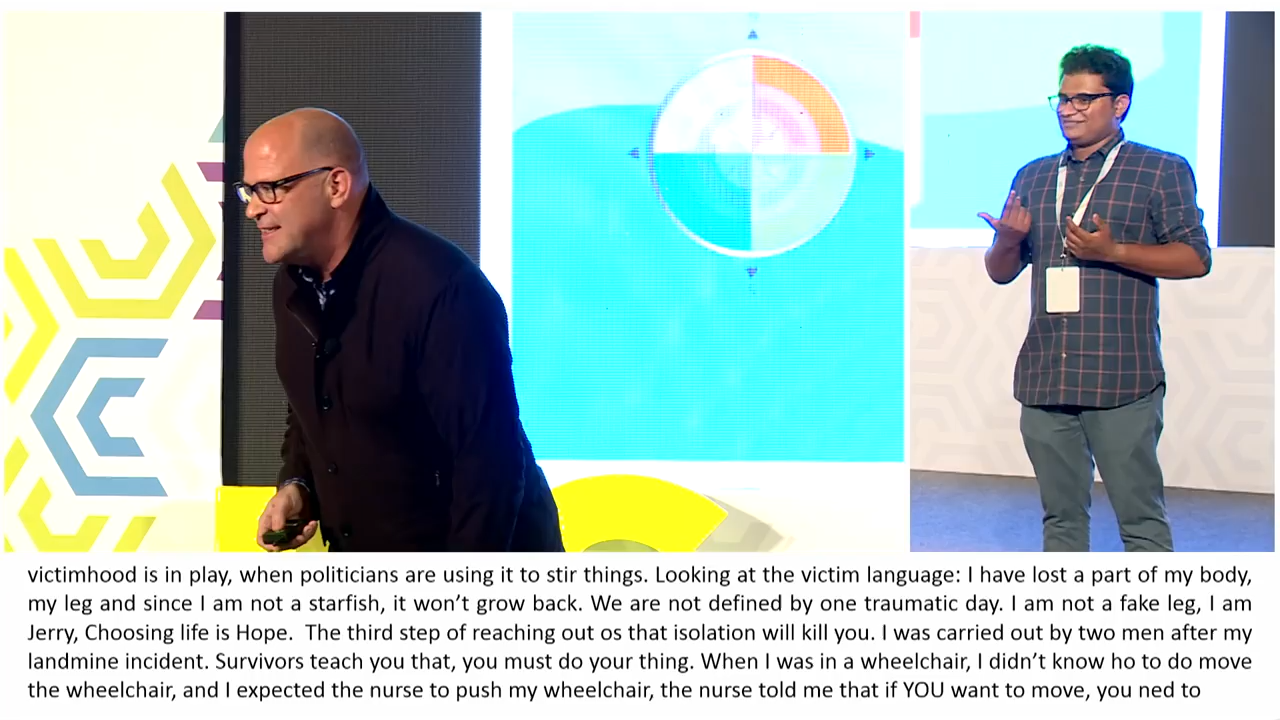 victimhood is in play, when politicians are using it to stir things. Looking at the victim language: I have lost a part of my body,
my leg and since I am not a starfish, it won’t grow back. We are not defined by one traumatic day. I am not a fake leg, I am
Jerry, Choosing life is Hope.  The third step of reaching out os that isolation will kill you. I was carried out by two men after my
landmine incident. Survivors teach you that, you must do your thing. When I was in a wheelchair, I didn’t know ho to do move
the wheelchair, and I expected the nurse to push my wheelchair, the nurse told me that if YOU want to move, you ned to